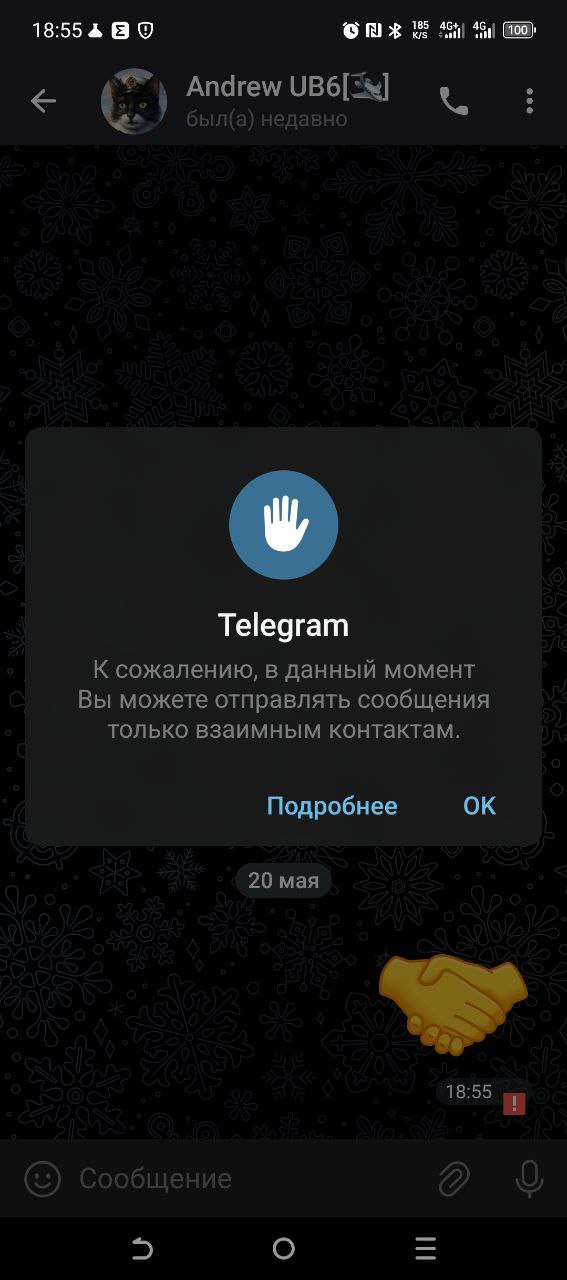 18:55
185
K/S
4G+
4G
100
Andrew UB6[
]
был(а) недавно
Telegram
К сожалению, в данный момент
Вы можете отправлять сообщения
только взаимным контактам.
Подробнее OK
20 мая
18:55
Сообщение